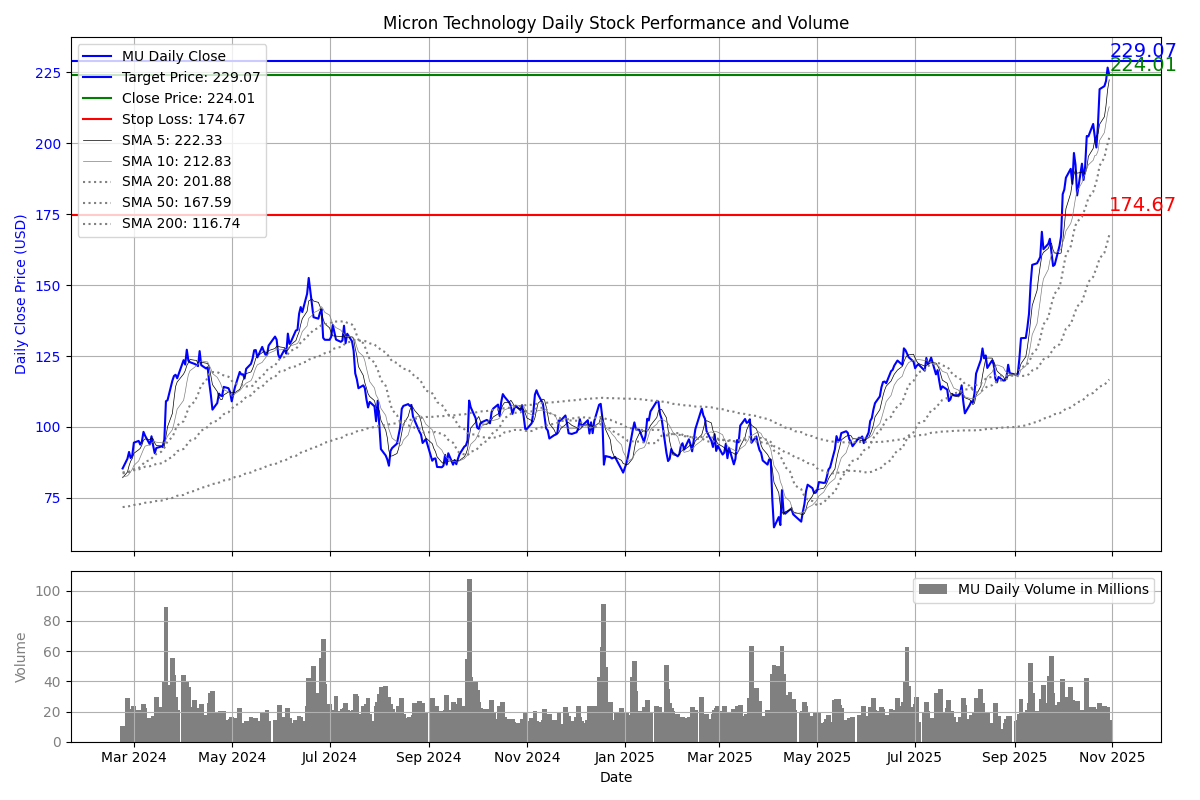 Micron Technology Daily Stock Performance and Volume
229.07
224.01
174.67
MU Daily Close
Target Price: 229.07
Close Price: 224.01
Stop Loss: 174.67
SMA 5: 222.33
SMA 10: 212.83
SMA 20: 201.88
SMA 50: 167.59
SMA 200: 116.74
Daily Close Price (USD)
225
200
175
150
125
100
75
MU Daily Volume in Millions
Volume
100
80
60
40
20
0
Mar 2024 May 2024 Jul 2024 Sep 2024 Nov 2024 Jan 2025 Mar 2025 May 2025 Jul 2025 Sep 2025 Nov 2025
Date